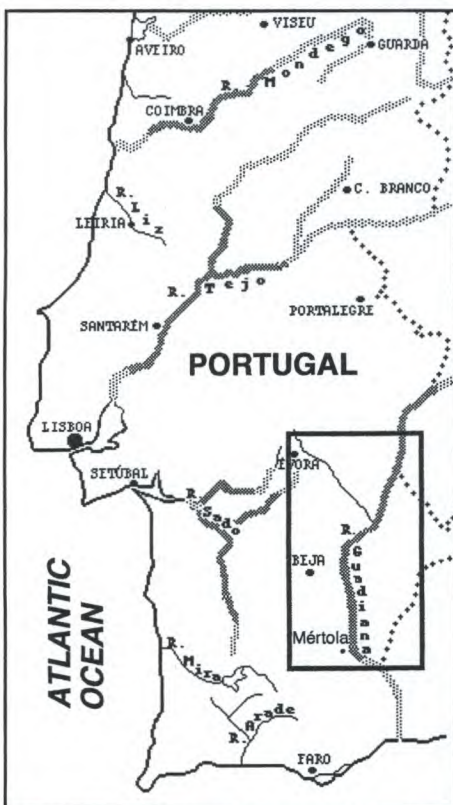 VISEU
AVEIRO
GUARDA
R. Mondego
COIMBRA
R. Liz
LEIRIA
C. BRANCO
R. Tejo
PORTALEGRE
SANTARÉM
PORTUGAL
LISBOA
ÉVORA
SETÚBAL
R. Sado
R. Guadiana
BEJA
Mértola
ATLANTIC
OCEAN
R. Mira
R. Arade
FARO